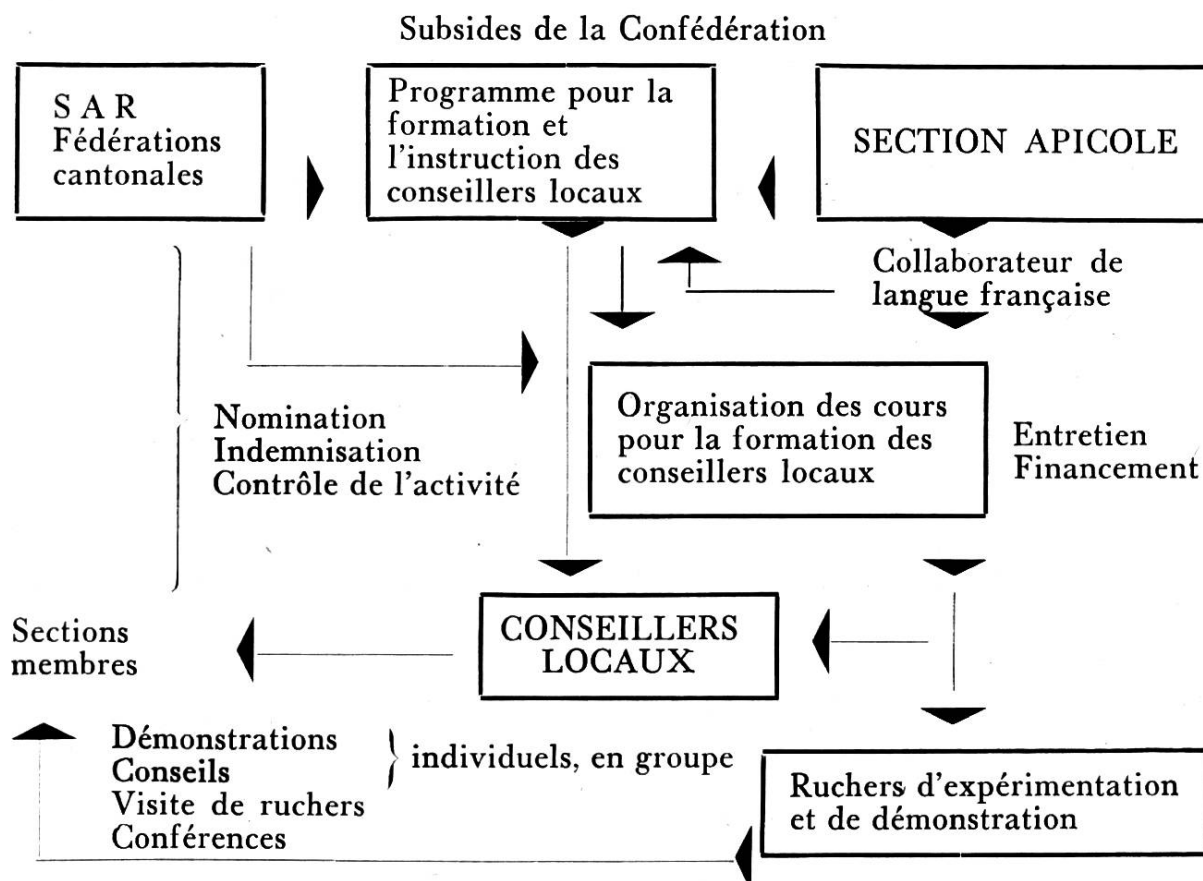 Subsides de la Confédération
S A R
Fédérations
cantonales
Programme pour la
formation et
l'instruction des
conseillers locaux
SECTION APICOLE
Collaborateur de
langue française
Nomination
Indemnisation
Contrôle de l'activité
Organisation des cours
pour la formation des
conseillers locaux
Entretien
Financement
Sections
membres
CONSEILLERS
LOCAUX
Démonstrations
Conseils
Visite de ruchers
Conférences
individuels, en groupe
Ruchers d'expérimentation
et de démonstration